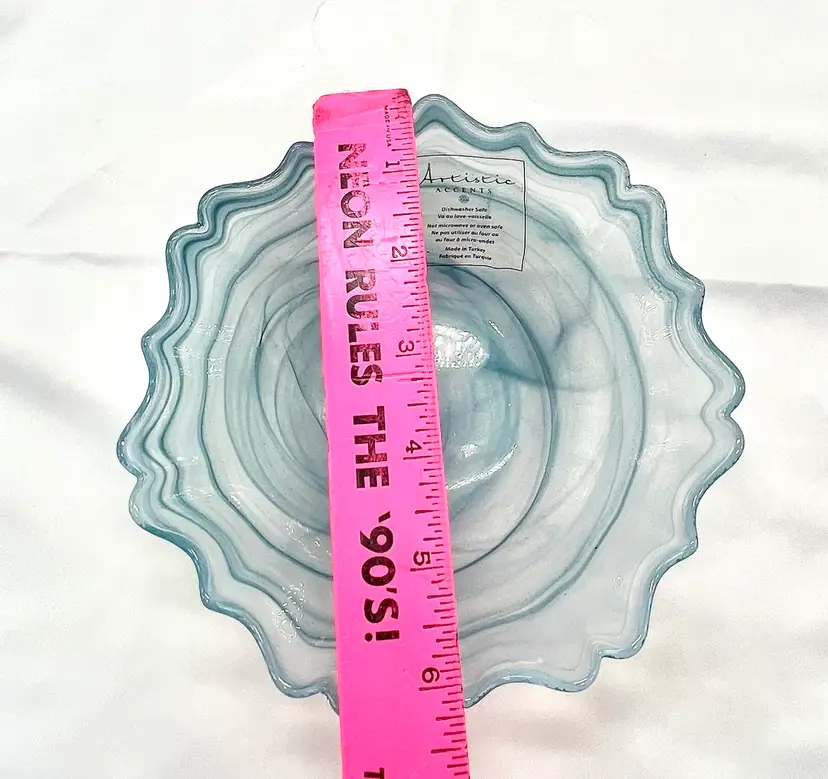 MADE IN USA
NEON RULES THE '90'S!
1
2
3
4
5
6
Artistic
ACCENTS
Dishwasher Safe
Va au lave-vaisselle
Not microwave or oven safe
Ne pas utiliser au four ou
au four à micro-ondes
Made in Turkey
Fabriqué en Turquie